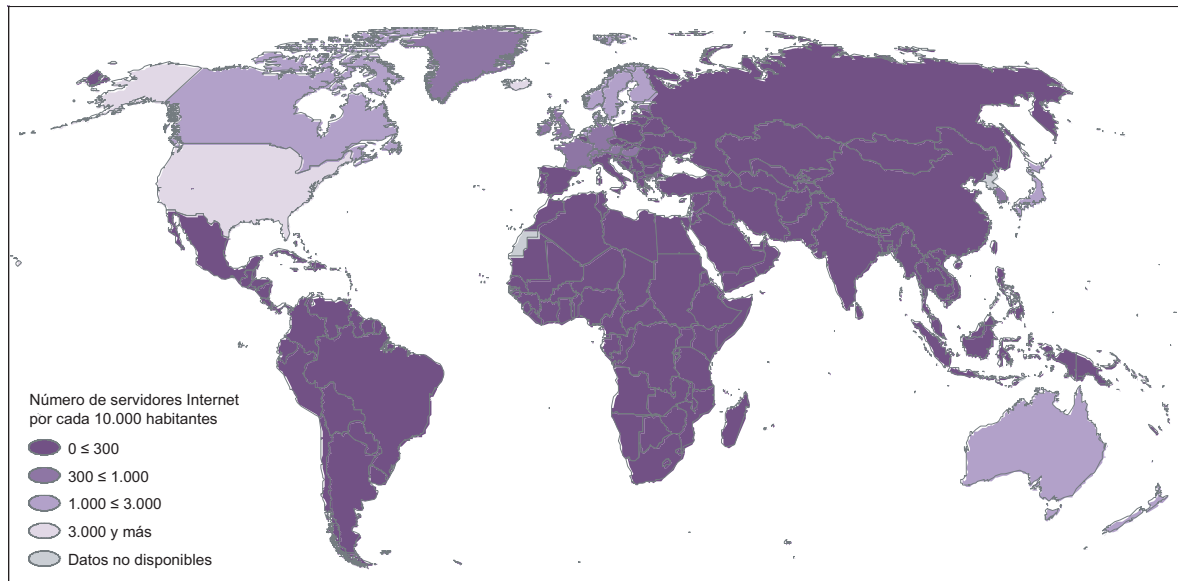 Número de servidores Internet
por cada 10.000 habitantes
0 ≤ 300
300 ≤ 1.000
1.000 ≤ 3.000
3.000 y más
Datos no disponibles